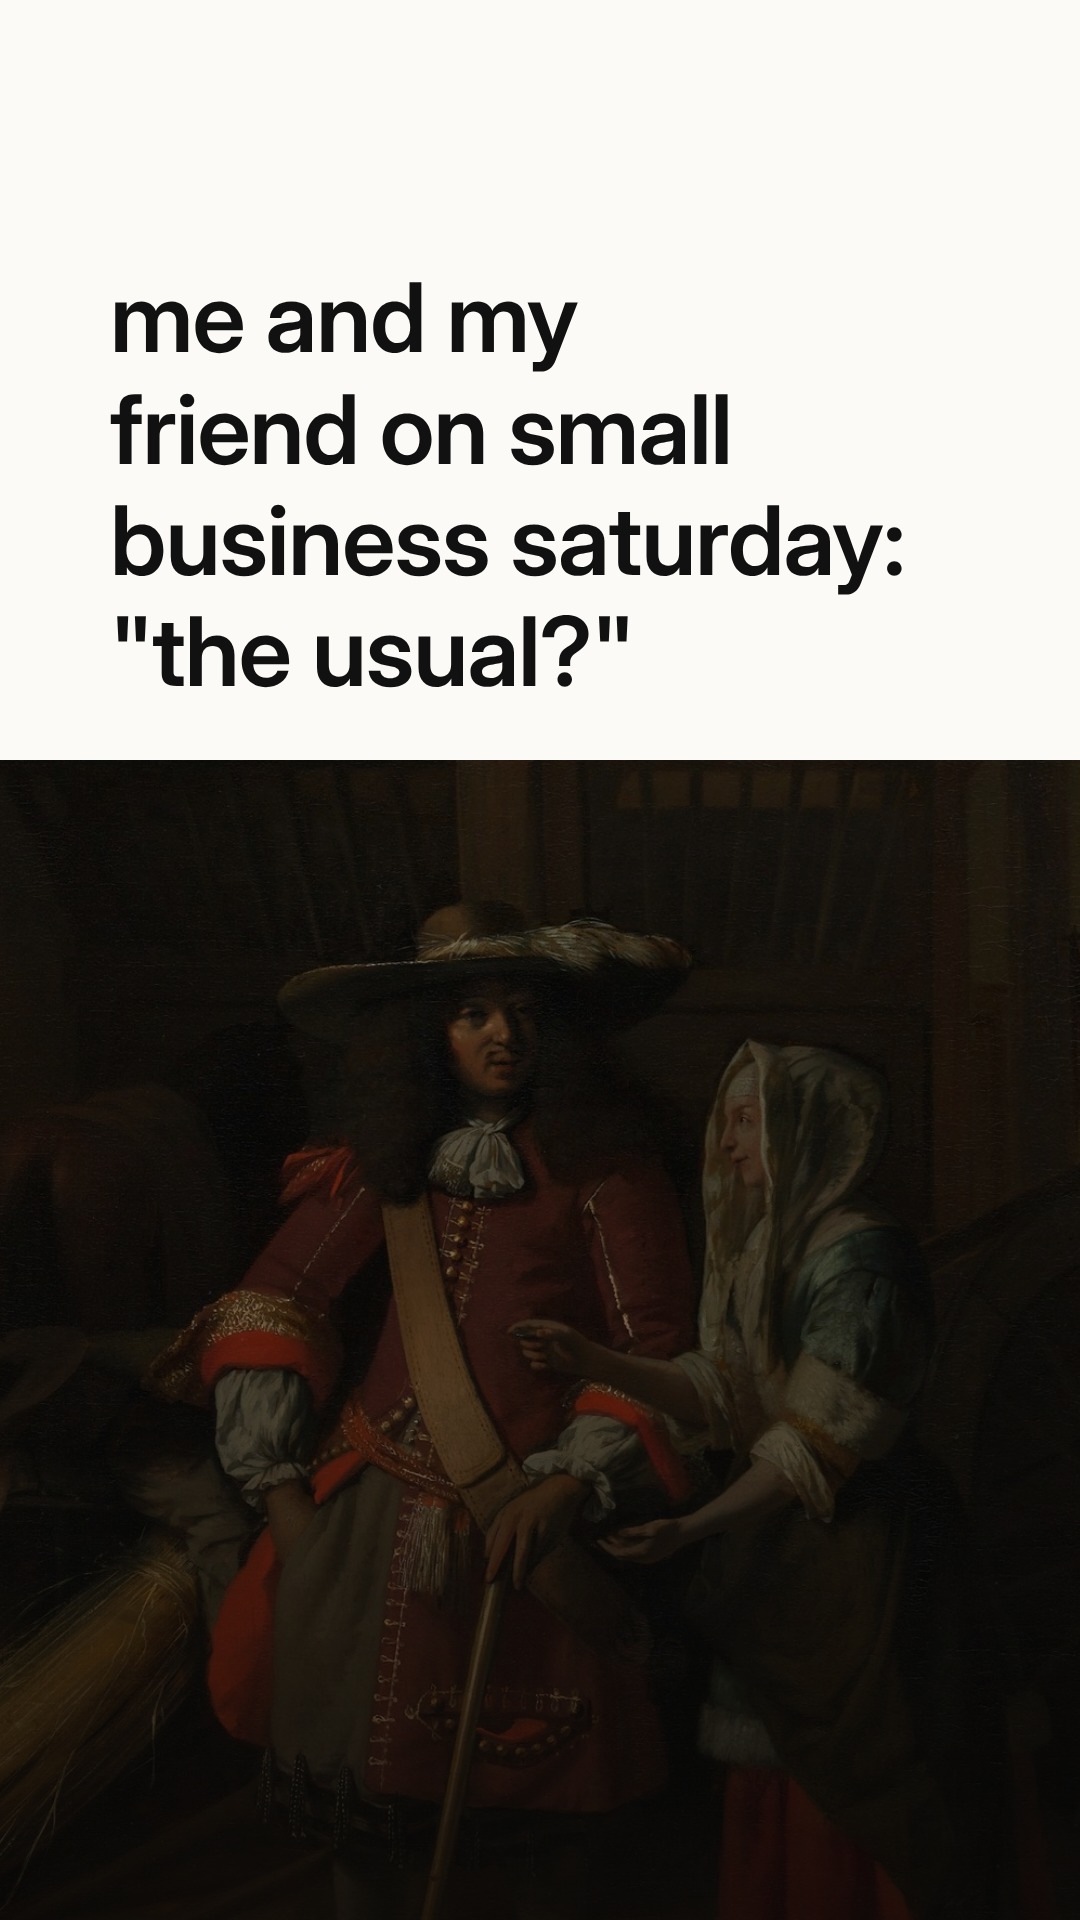 me and my
friend on small
business saturday:
"the usual?"